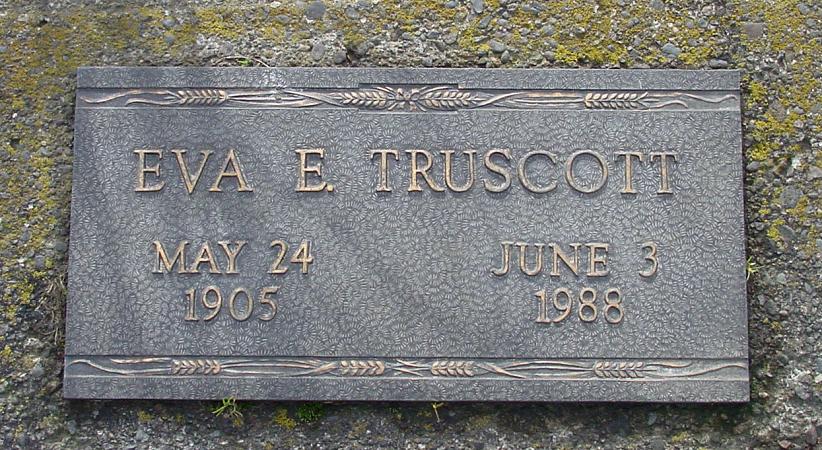 EVA E. TRUSCOTT
MAY 24 JUNE 3
1905 1988